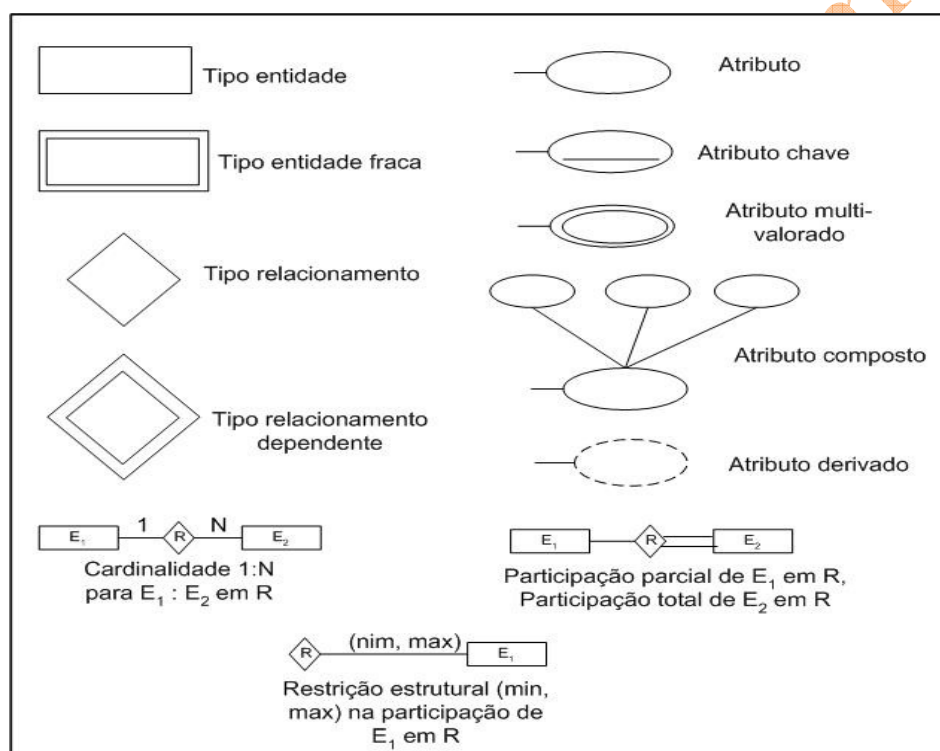 Tipo entidade
Atributo
Tipo entidade fraca
Atributo chave
Atributo multi-
valorado
Tipo relacionamento
Atributo composto
Tipo relacionamento
dependente
Atributo derivado
E₁ 1 R N E₂
Cardinalidade 1:N
para E₁ : E₂ em R
E₁ R E₂
Participação parcial de E₁ em R,
Participação total de E₂ em R
R (nim, max) E₁
Restrição estrutural (min,
max) na participação de
E₁ em R